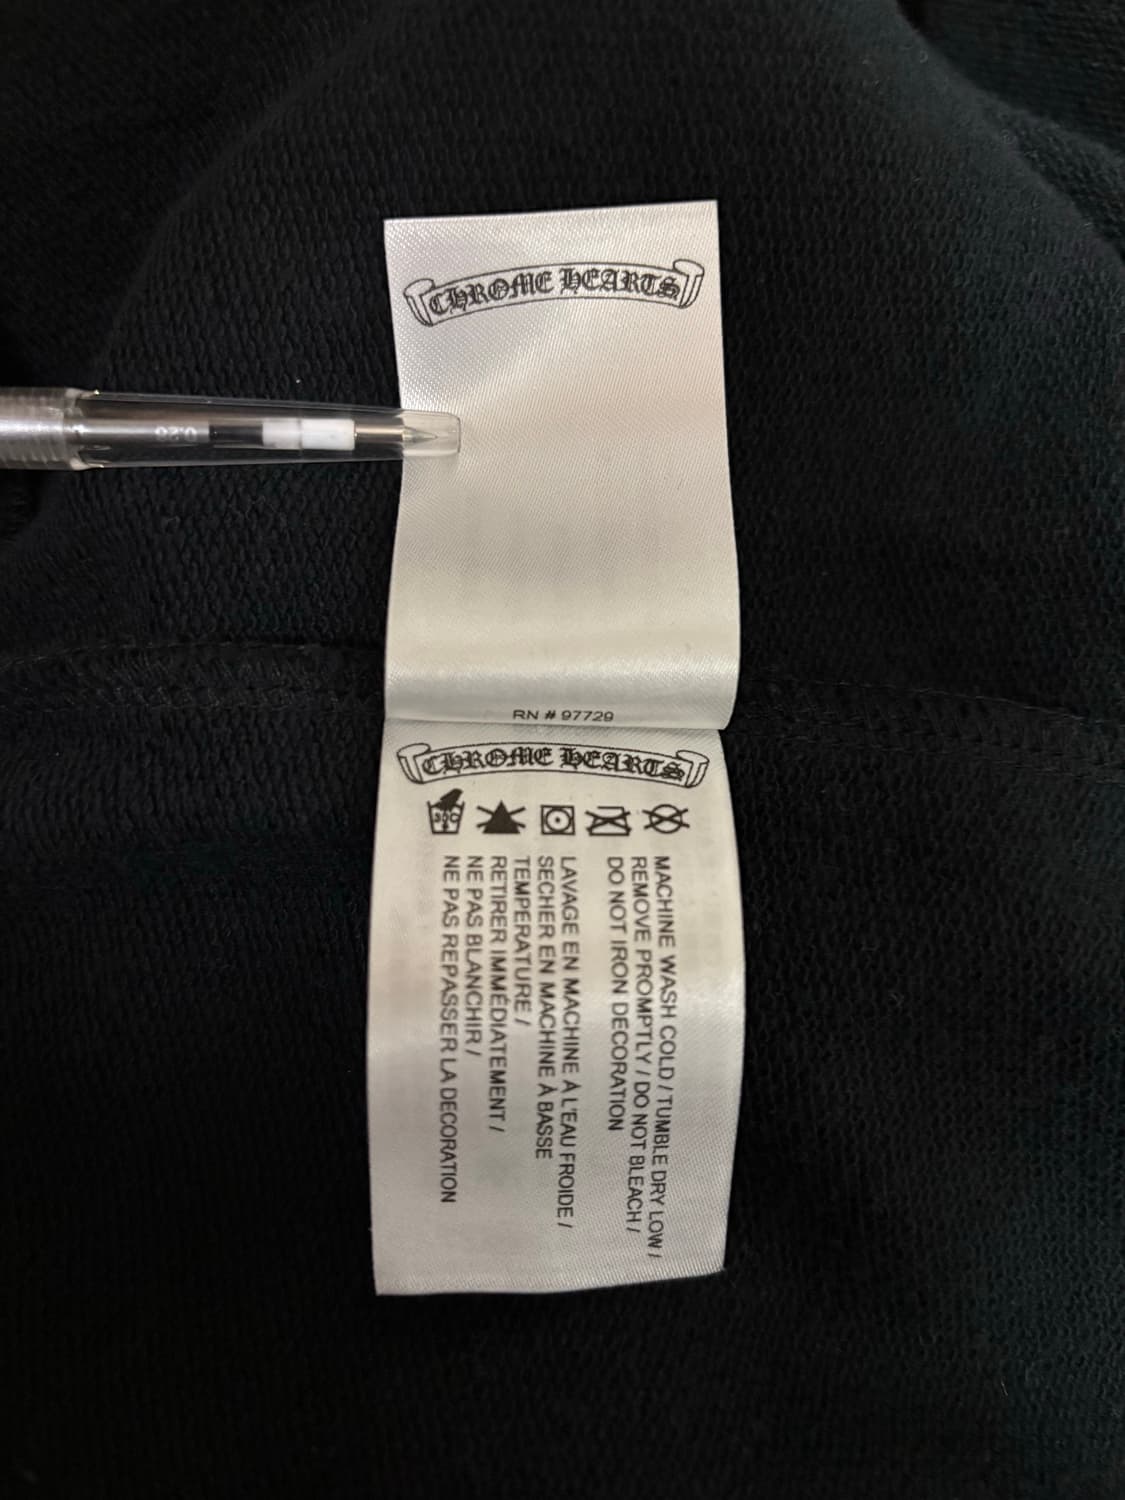 CHROME HEARTS
RN # 97729
CHROME HEARTS
MACHINE WASH COLD / TUMBLE DRY LOW /
REMOVE PROMPTLY / DO NOT BLEACH /
DO NOT IRON DECORATION
LAVAGE EN MACHINE À L'EAU FROIDE /
SECHER EN MACHINE À BASSE
TEMPERATURE /
RETIRER IMMÉDIATEMENT /
NE PAS BLANCHIR /
NE PAS REPASSER LA DECORATION